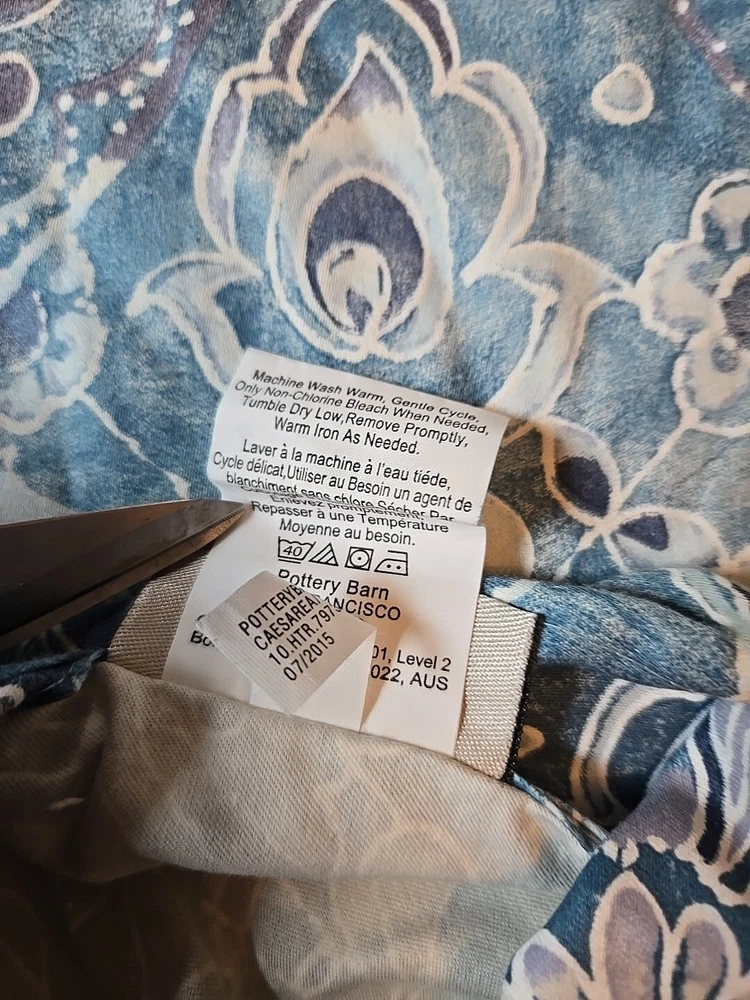 Machine Wash Warm, Gentle Cycle,
Only Non-Chlorine Bleach When Needed,
Tumble Dry Low,Remove Promptly,
Warm Iron As Needed.
Laver à la machine à l'eau tiéde,
Cycle délicat,Utiliser au Besoin un agent de
blanchiment sans chlore Sécher Par
Enlevez promptement
Repasser à une Température
Moyenne au besoin.
40
Pottery Barn
POTTERYB
CAESAREA
10.HTR.797
07/2015
01, Level 2
022, AUS